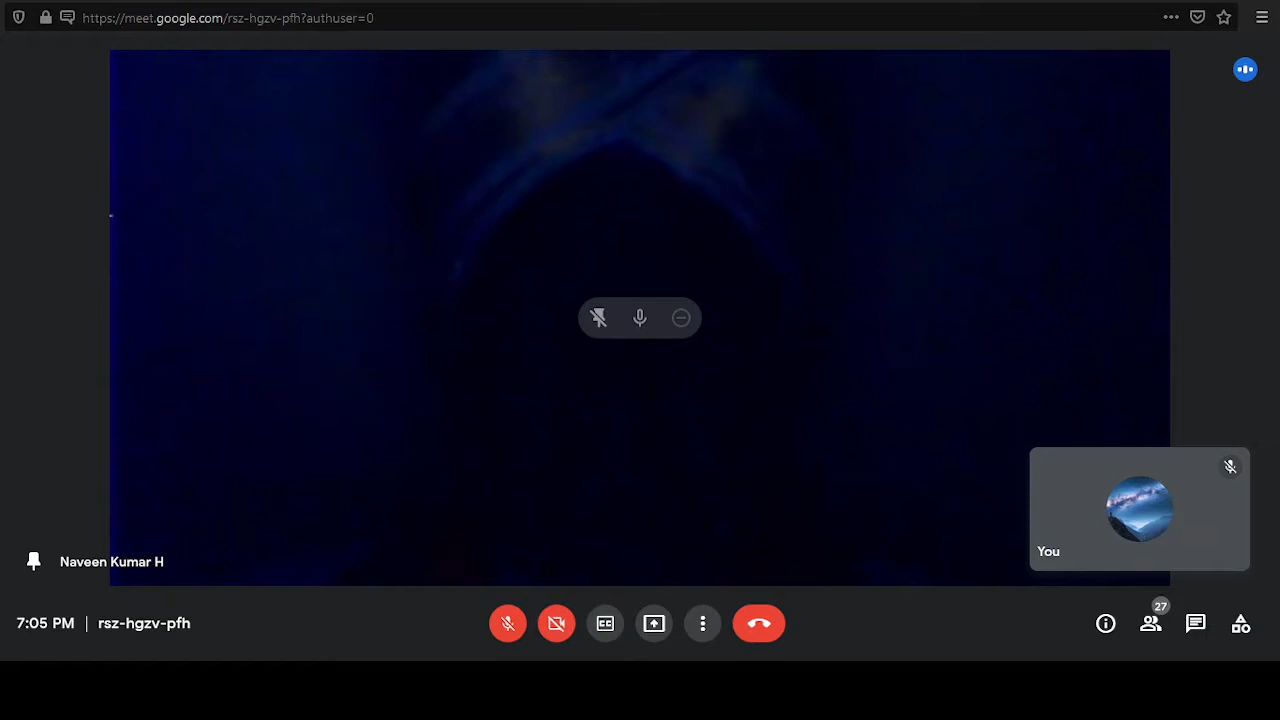 https://meet.google.com/rsz-hgzv-pfh?authuser=0
You
Naveen Kumar H
27
7:05 PM | rsz-hgzv-pfh